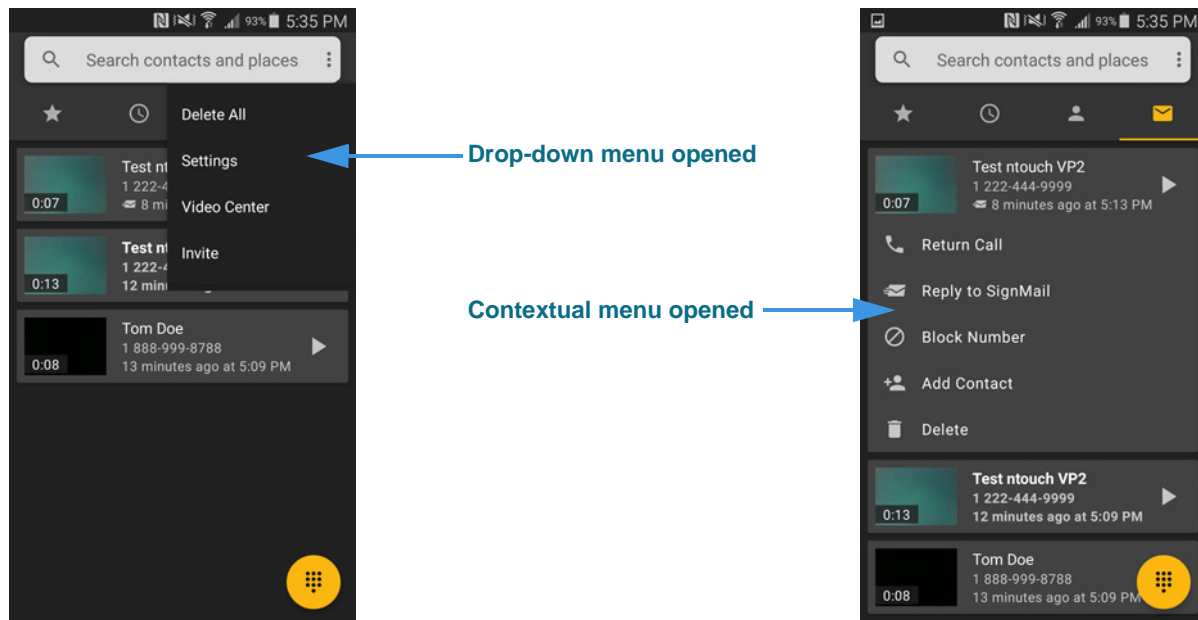 93% 5:35 PM
Search contacts and places
Delete All
Settings
Video Center
Invite
Test nt
1 222-4
8 mi
0:07
Test nt
1 222-4
12 min
0:13
Tom Doe
1 888-999-8788
13 minutes ago at 5:09 PM
0:08
Drop-down menu opened
Contextual menu opened
93% 5:35 PM
Search contacts and places
Test ntouch VP2
1 222-444-9999
8 minutes ago at 5:13 PM
0:07
Return Call
Reply to SignMail
Block Number
Add Contact
Delete
Test ntouch VP2
1 222-444-9999
12 minutes ago at 5:09 PM
0:13
Tom Doe
1 888-999-8788
13 minutes ago at 5:09 PM
0:08